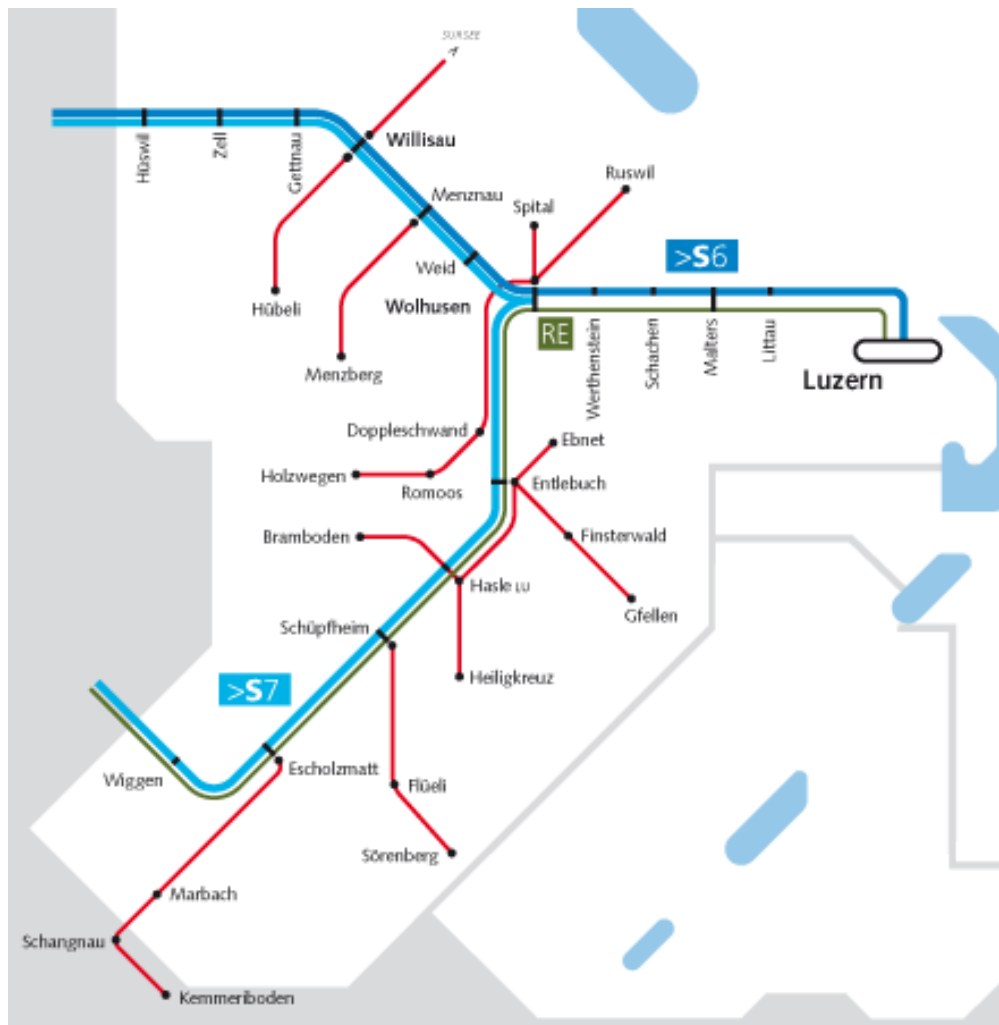 SURSEE
Hüswil
Zell
Gettnau
Willisau
Menznau
Ruswil
Spital
Weid
>S6
Hübeli
Wolhusen
RE
Werthenstein
Schachen
Malters
Littau
Menzberg
Luzern
Doppleschwand
Ebnet
Holzwegen
Romoos
Entlebuch
Bramboden
Finsterwald
Hasle LU
Gfellen
Schüpfheim
Heiligkreuz
>S7
Wiggen
Escholzmatt
Flüeli
Sörenberg
Marbach
Schangnau
Kemmeriboden